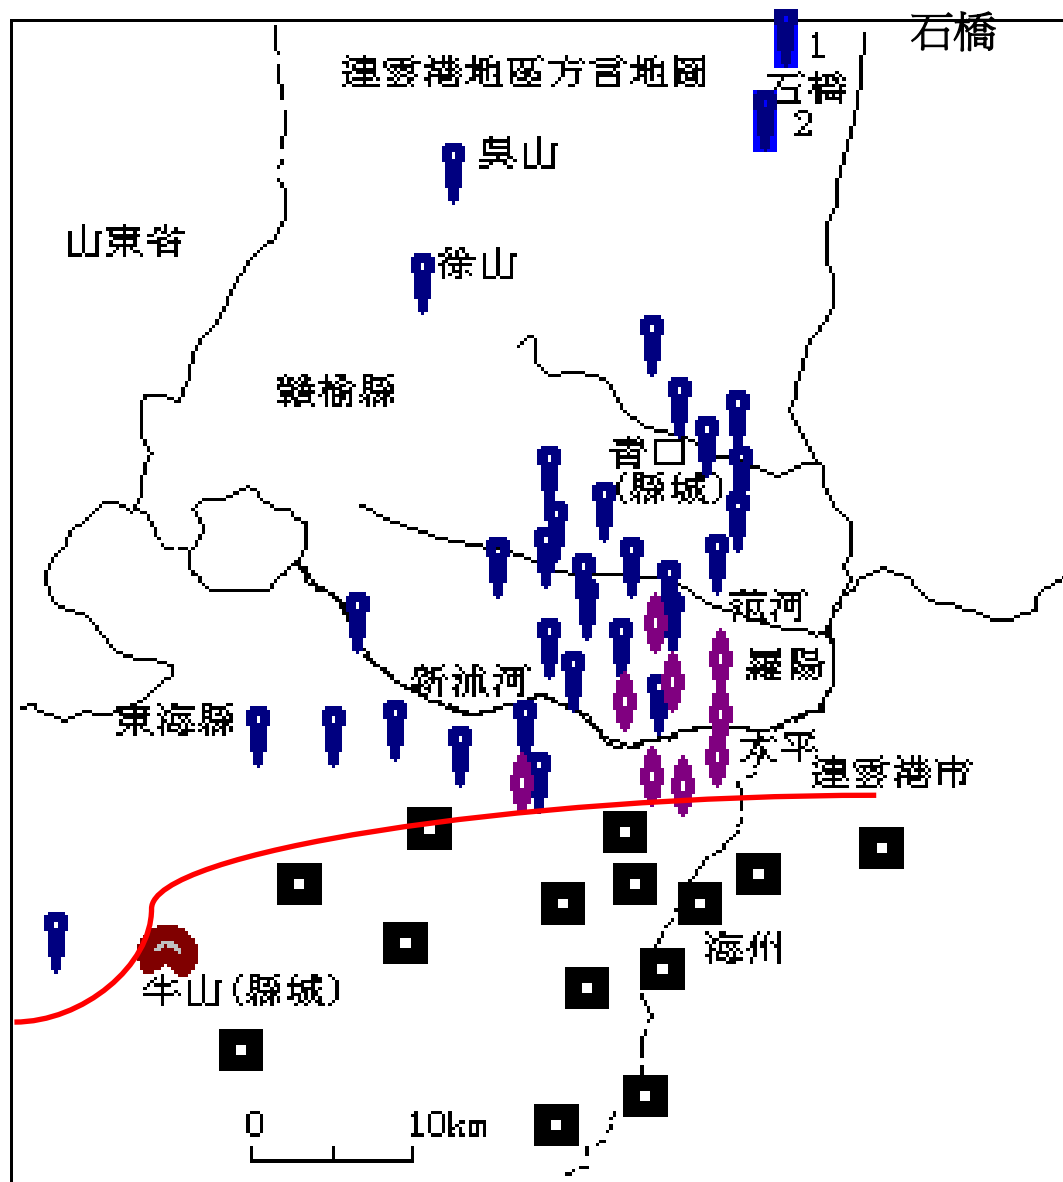 石橋
1
連雲港地區方言地圖
石橋
2
吳山
山東省
徐山
贛榆縣
青口
(縣城)
范河
羅陽
新沭河
東海縣
太平
連雲港市
海州
牛山(縣城)
0
10km